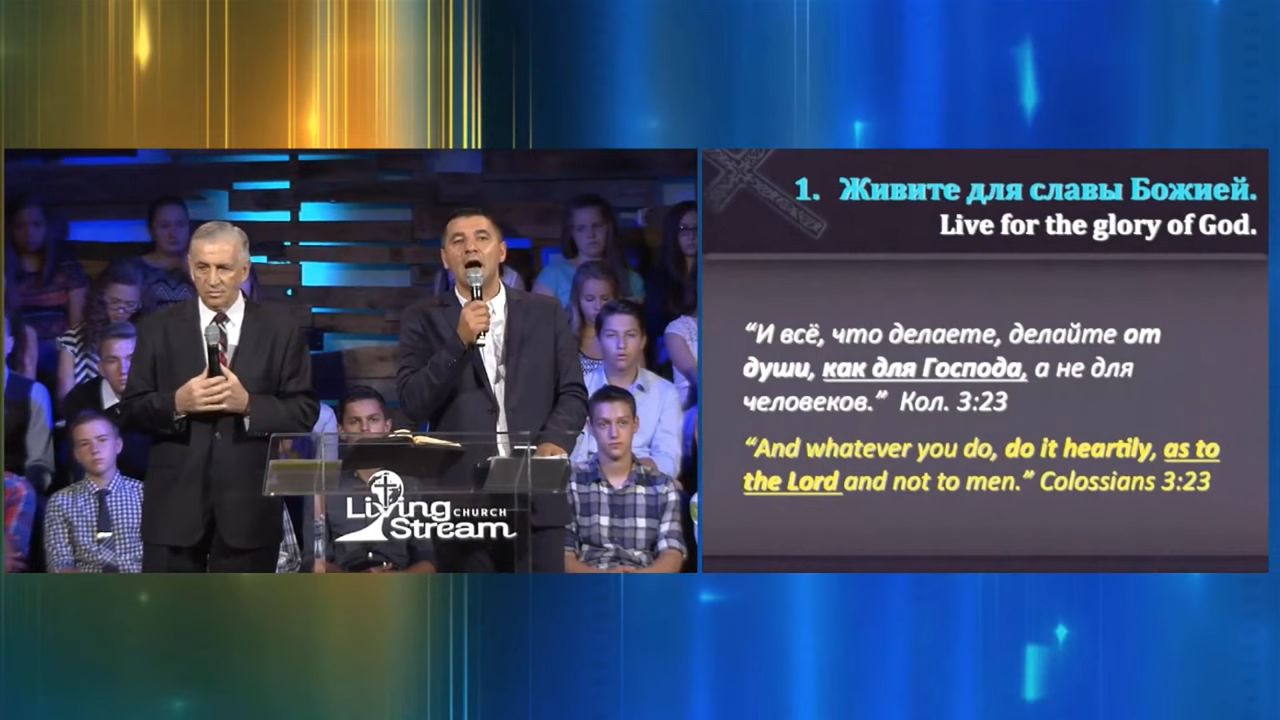 Living CHURCH
Stream
1. Живите для славы Божией.
Live for the glory of God.
“И всё, что делаете, делайте от
души, как для Господа, а не для
человеков.” Кол. 3:23
“And whatever you do, do it heartily, as to
the Lord and not to men.” Colossians 3:23